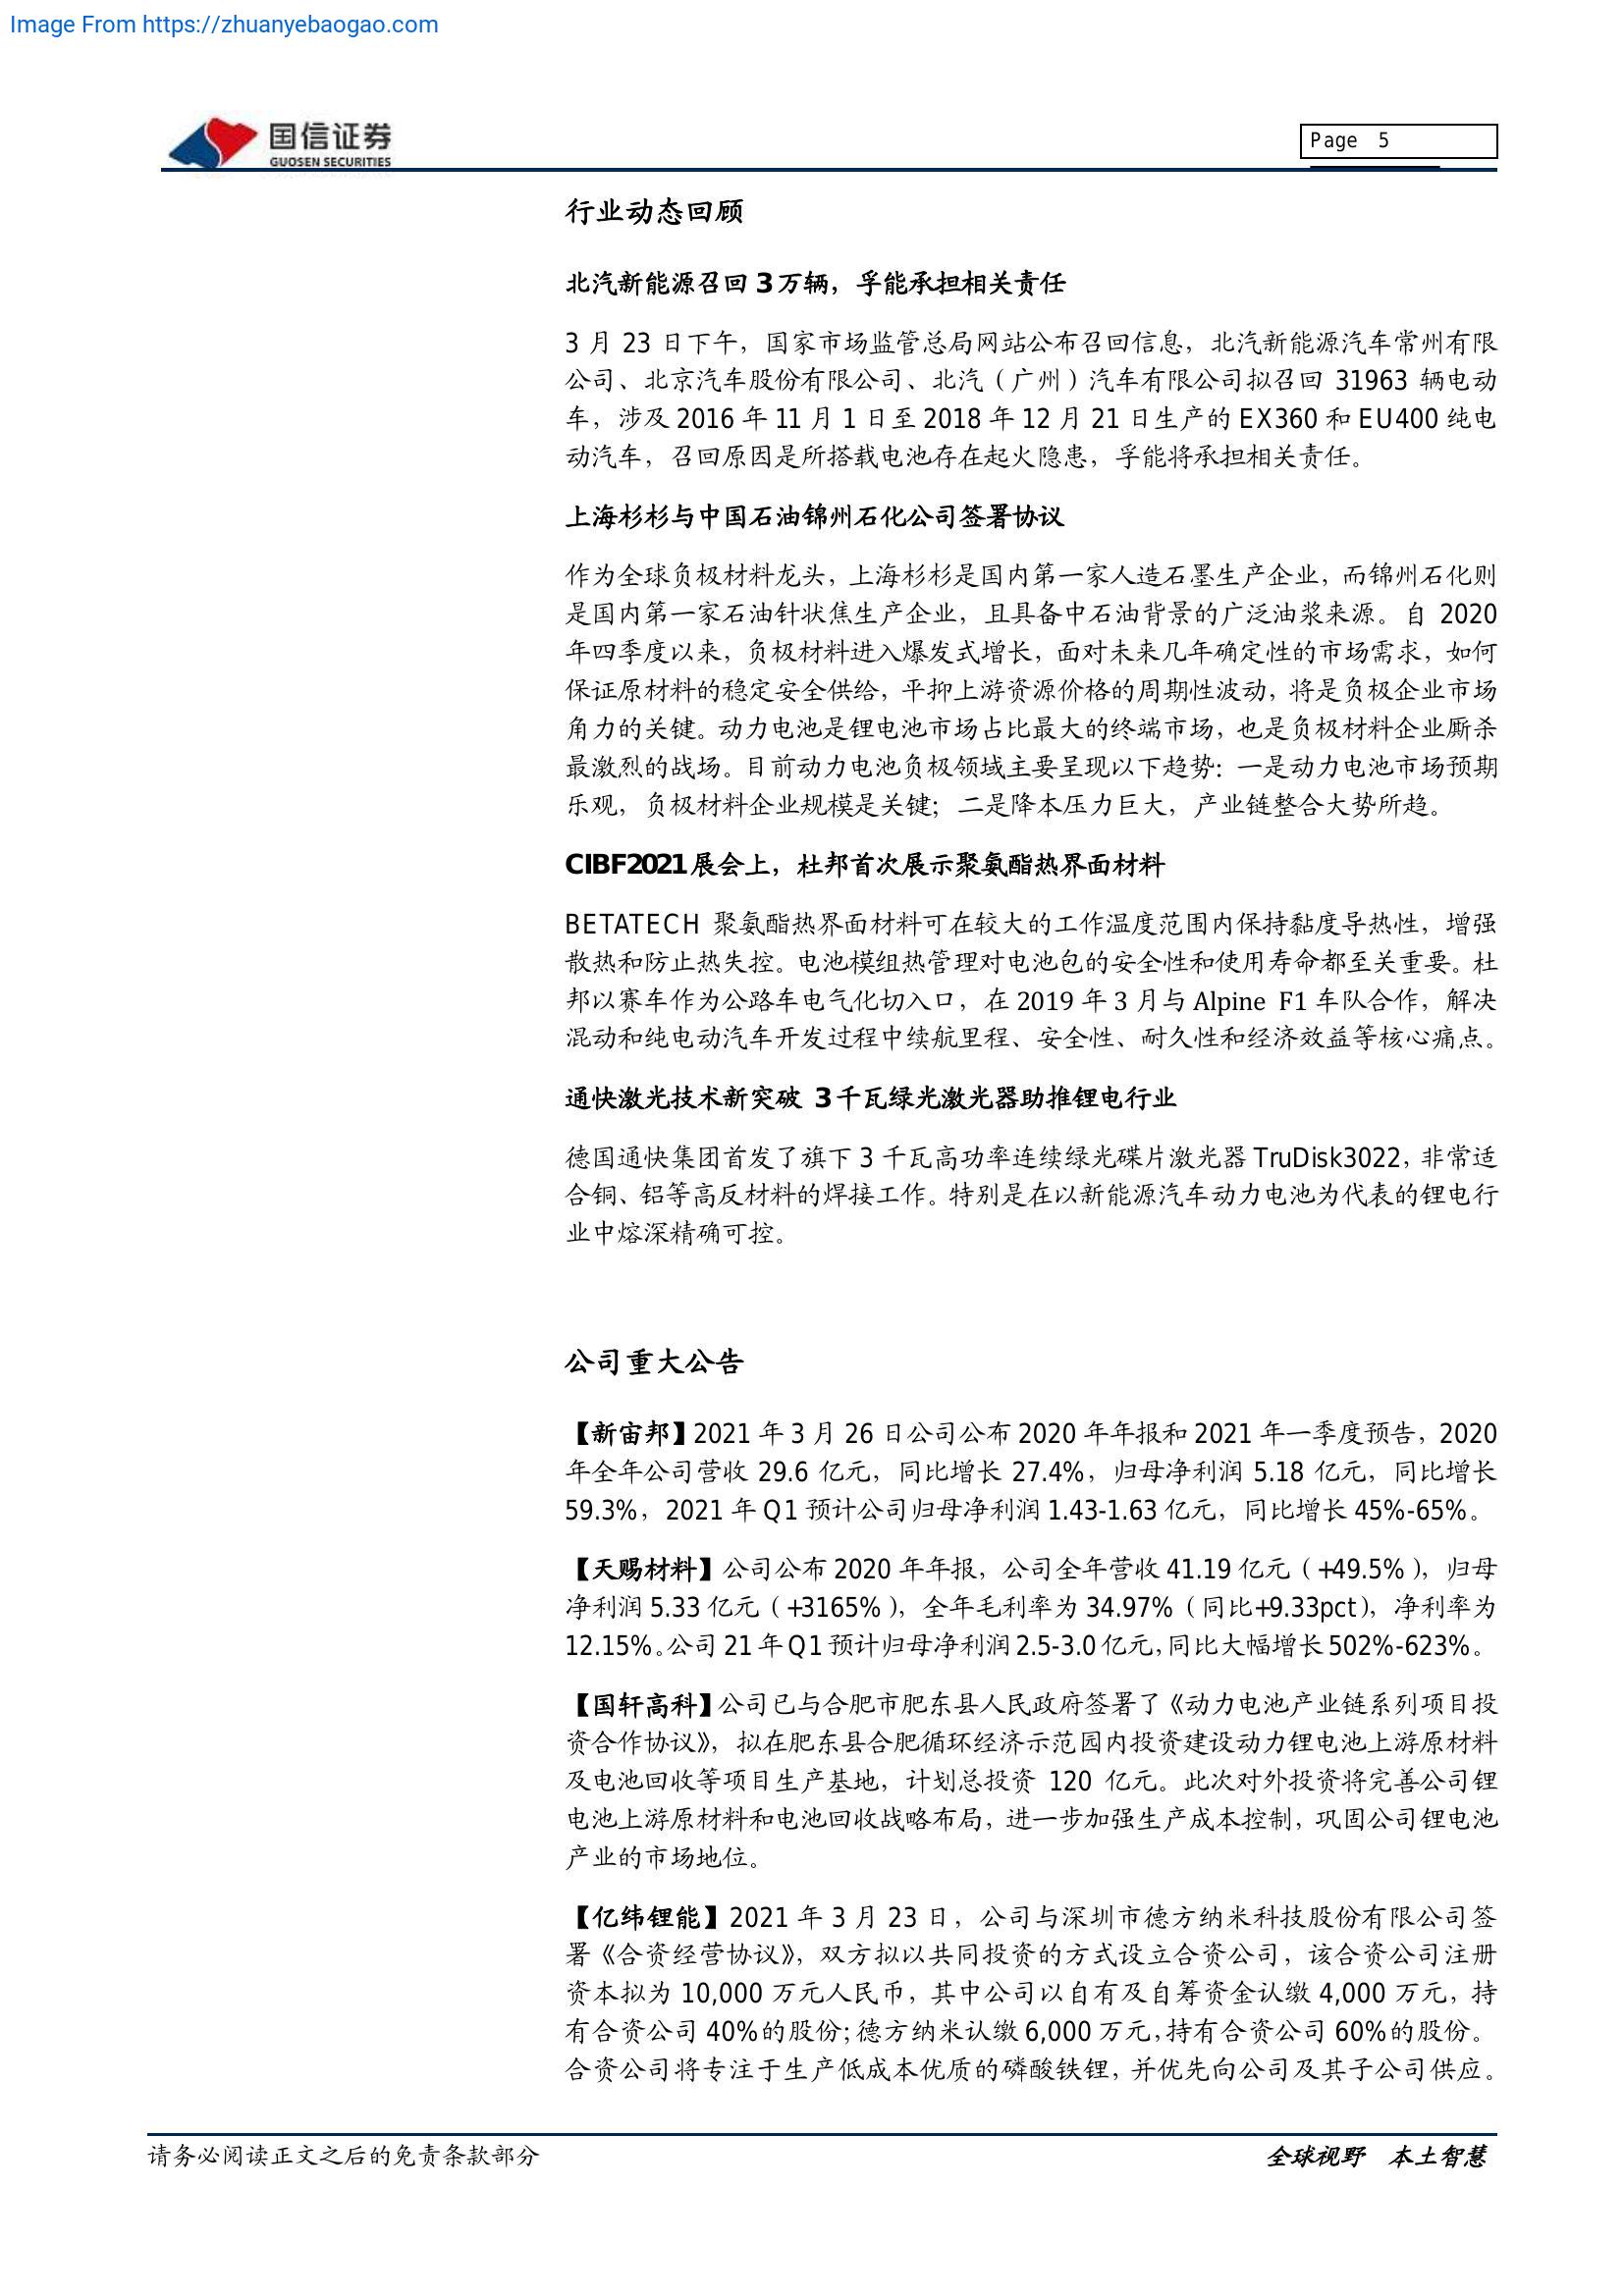 Image From https://zhuanyebaogao.com
国信证券
GUOSEN SECURITIES
Page 5
行业动态回顾
北汽新能源召回 3 万辆，孚能承担相关责任
3 月 23 日下午，国家市场监管总局网站公布召回信息，北汽新能源汽车常州有限
公司、北京汽车股份有限公司、北汽（广州）汽车有限公司拟召回 31963 辆电动
车，涉及 2016 年 11 月 1 日至 2018 年 12 月 21 日生产的 EX360 和 EU400 纯电
动汽车，召回原因是所搭载电池存在起火隐患，孚能将承担相关责任。
上海杉杉与中国石油锦州石化公司签署协议
作为全球负极材料龙头，上海杉杉是国内第一家人造石墨生产企业，而锦州石化则
是国内第一家石油针状焦生产企业，且具备中石油背景的广泛油浆来源。自 2020
年四季度以来，负极材料进入爆发式增长，面对未来几年确定性的市场需求，如何
保证原材料的稳定安全供给，平抑上游资源价格的周期性波动，将是负极企业市场
角力的关键。动力电池是锂电池市场占比最大的终端市场，也是负极材料企业厮杀
最激烈的战场。目前动力电池负极领域主要呈现以下趋势：一是动力电池市场预期
乐观，负极材料企业规模是关键；二是降本压力巨大，产业链整合大势所趋。
CIBF2021 展会上，杜邦首次展示聚氨酯热界面材料
BETATECH 聚氨酯热界面材料可在较大的工作温度范围内保持黏度导热性，增强
散热和防止热失控。电池模组热管理对电池包的安全性和使用寿命都至关重要。杜
邦以赛车作为公路车电气化切入口，在 2019 年 3 月与 Alpine F1 车队合作，解决
混动和纯电动汽车开发过程中续航里程、安全性、耐久性和经济效益等核心痛点。
通快激光技术新突破 3 千瓦绿光激光器助推锂电行业
德国通快集团首发了旗下 3 千瓦高功率连续绿光碟片激光器 TruDisk3022，非常适
合铜、铝等高反材料的焊接工作。特别是在以新能源汽车动力电池为代表的锂电行
业中熔深精确可控。
公司重大公告
【新宙邦】2021 年 3 月 26 日公司公布 2020 年年报和 2021 年一季度预告，2020
年全年公司营收 29.6 亿元，同比增长 27.4%，归母净利润 5.18 亿元，同比增长
59.3%，2021 年 Q1 预计公司归母净利润 1.43-1.63 亿元，同比增长 45%-65%。
【天赐材料】公司公布 2020 年年报，公司全年营收 41.19 亿元（+49.5%），归母
净利润 5.33 亿元（+3165%），全年毛利率为 34.97%（同比+9.33pct），净利率为
12.15%。公司 21 年 Q1 预计归母净利润 2.5-3.0 亿元，同比大幅增长 502%-623%。
【国轩高科】公司已与合肥市肥东县人民政府签署了《动力电池产业链系列项目投
资合作协议》，拟在肥东县合肥循环经济示范园内投资建设动力锂电池上游原材料
及电池回收等项目生产基地，计划总投资 120 亿元。此次对外投资将完善公司锂
电池上游原材料和电池回收战略布局，进一步加强生产成本控制，巩固公司锂电池
产业的市场地位。
【亿纬锂能】2021 年 3 月 23 日，公司与深圳市德方纳米科技股份有限公司签
署《合资经营协议》，双方拟以共同投资的方式设立合资公司，该合资公司注册
资本拟为 10,000 万元人民币，其中公司以自有及自筹资金认缴 4,000 万元，持
有合资公司 40%的股份；德方纳米认缴 6,000 万元，持有合资公司 60%的股份。
合资公司将专注于生产低成本优质的磷酸铁锂，并优先向公司及其子公司供应。
请务必阅读正文之后的免责条款部分
全球视野 本土智慧